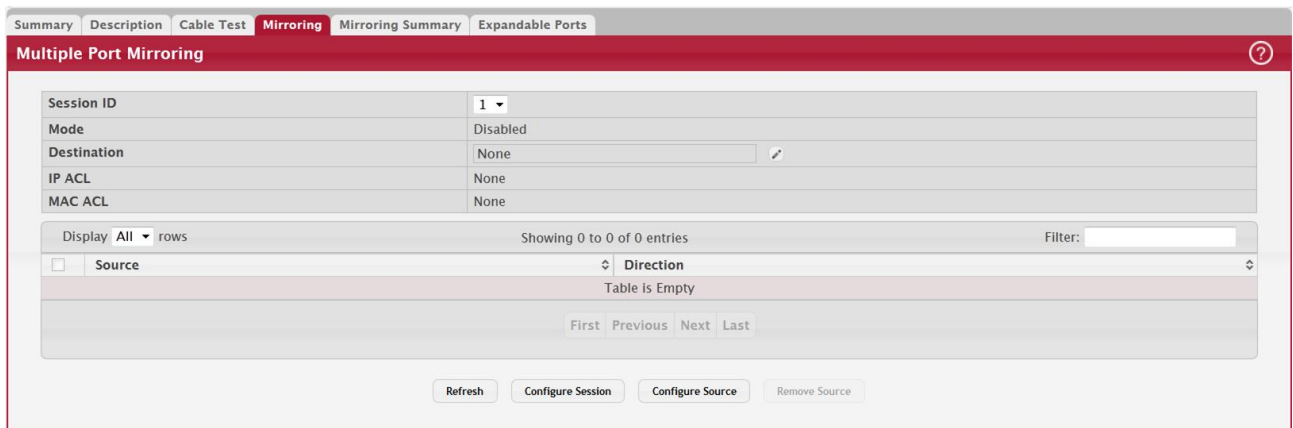 Summary Description Cable Test Mirroring Mirroring Summary Expandable Ports
Multiple Port Mirroring ?
Session ID 1
Mode Disabled
Destination None
IP ACL None
MAC ACL None
Display All rows Showing 0 to 0 of 0 entries Filter:
Source Direction
Table is Empty
First Previous Next Last
Refresh Configure Session Configure Source Remove Source